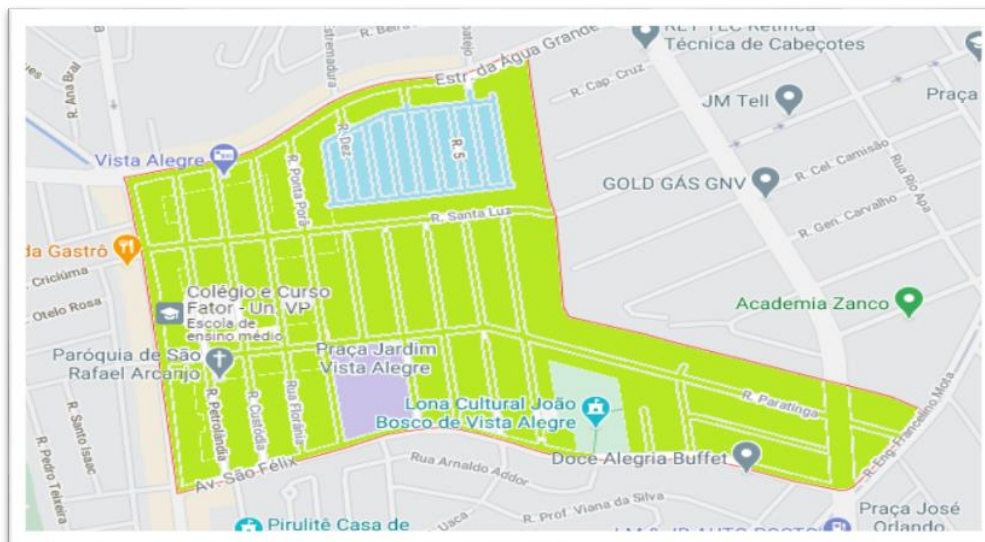 R. Beira
RET TEC Retífica
Técnica de Cabeçotes
R. Ana Bral
Estremadura
Estr. da Água Grande
R. Cap. Cruz
JM Tell
Praça
Vista Alegre
R. Dez
R. 5
R. Ponta Porã
R. Cel. Camisão
Rua Rio Apa
GOLD GÁS GNV
R. Gen. Carvalho
R. Santa Luz
da Gastrô
Criciúma
R. Otelo Rosa
Colégio e Curso
Fator - Un. VP
Escola de
ensino médio
Academia Zanco
Praça Jardim
Vista Alegre
Paróquia de São
Rafael Arcanjo
R. Petrolândia
R. Custódia
Rua Florânia
R. Paratinga
Lona Cultural João
Bosco de Vista Alegre
R. Santo Isaac
R. Pedro Teixeira
R. Eng. Francelino Mota
Doce Alegria Buffet
Av. São Félix
Rua Arnaldo Addor
R. Prof. Viana da Silva
Uaca
Praça José
Orlando
Pirulitê Casa de